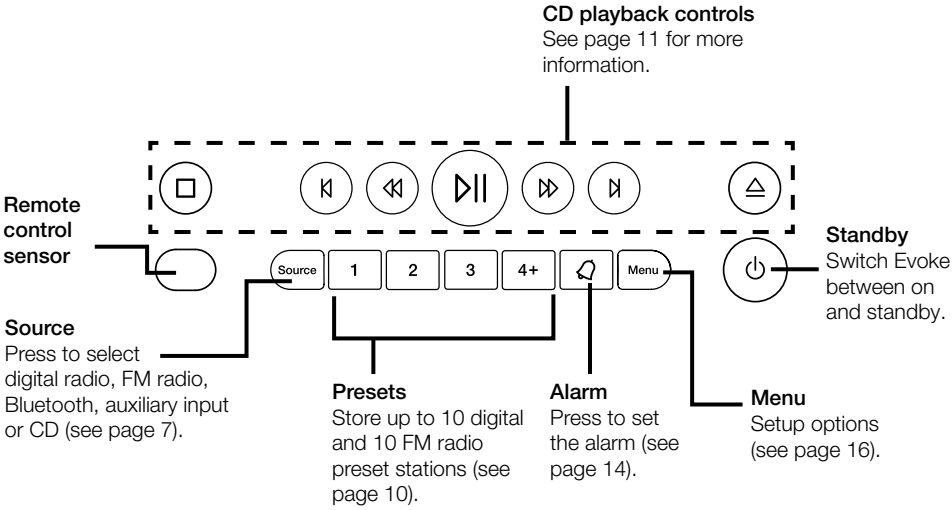 CD playback controls
See page 11 for more
information.
Remote
control
sensor
Source
1
2
3
4+
Menu
Standby
Switch Evoke
between on
and standby.
Source
Press to select
digital radio, FM radio,
Bluetooth, auxiliary input
or CD (see page 7).
Presets
Store up to 10 digital
and 10 FM radio
preset stations (see
page 10).
Alarm
Press to set
the alarm (see
page 14).
Menu
Setup options
(see page 16).